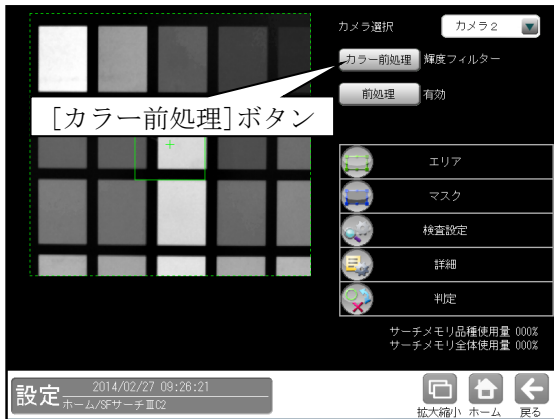 カメラ選択
カメラ２
カラー前処理
輝度フィルター
[カラー前処理]ボタン
前処理
有効
エリア
マスク
検査設定
詳細
判定
サーチメモリ品種使用量 000%
サーチメモリ全体使用量 000%
設定
2014/02/27 09:26:21
ホーム/SFサーチⅢC2
拡大縮小
ホーム
戻る